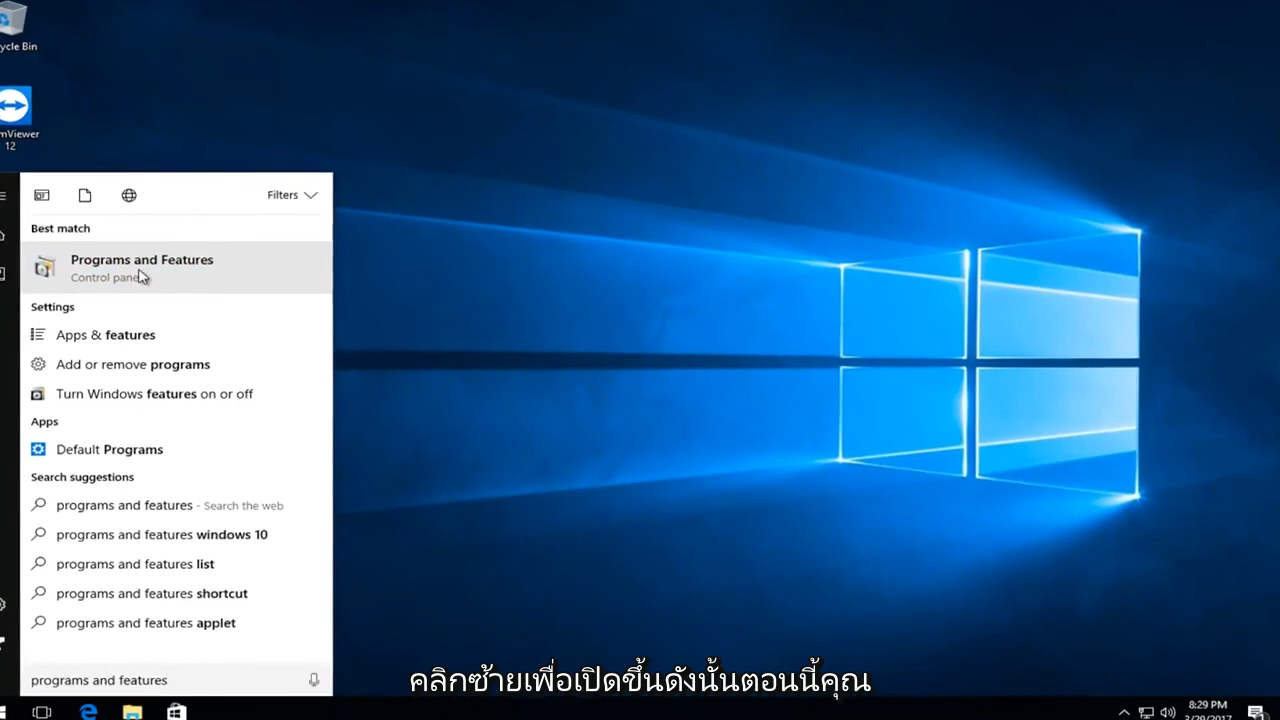 ycle Bin
mViewer
12
Filters
Best match
Programs and Features
Control pane
Settings
Apps & features
Add or remove programs
Turn Windows features on or off
Apps
Default Programs
Search suggestions
programs and features - Search the web
programs and features windows 10
programs and features list
programs and features shortcut
programs and features applet
programs and features
คลิกซ้ายเพื่อเปิดขึ้นดังนั้นตอนนี้คุณ
8:29 PM
3/29/2017